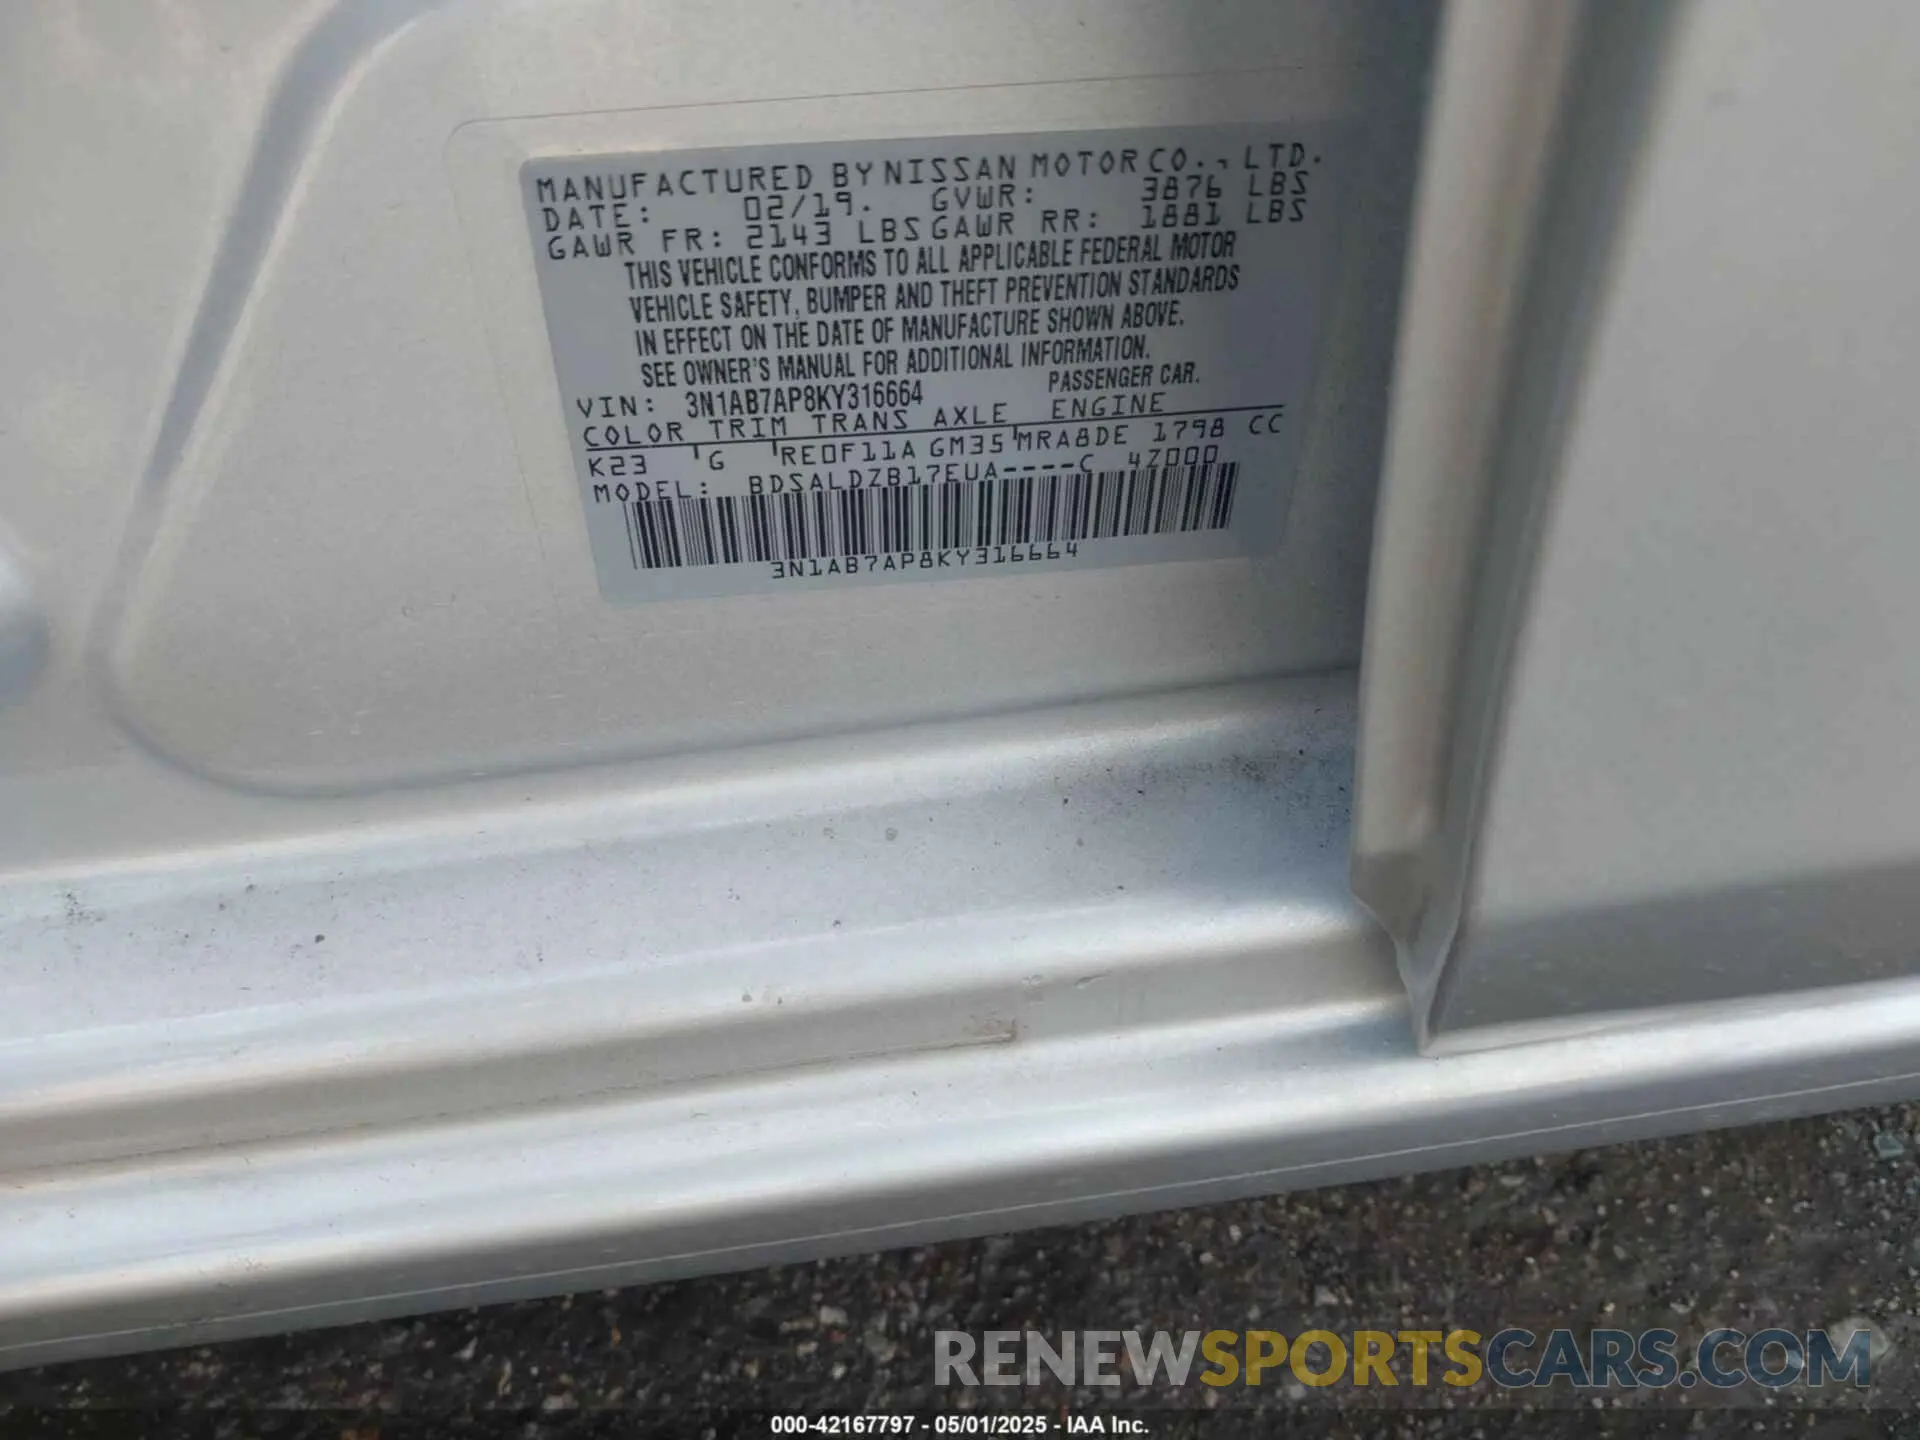 MANUFACTURED BY NISSAN MOTOR CO., LTD.
DATE: 02/19. GVWR: 3876 LBS
GAWR FR: 2143 LBS GAWR RR: 1881 LBS
THIS VEHICLE CONFORMS TO ALL APPLICABLE FEDERAL MOTOR
VEHICLE SAFETY, BUMPER AND THEFT PREVENTION STANDARDS
IN EFFECT ON THE DATE OF MANUFACTURE SHOWN ABOVE.
SEE OWNER'S MANUAL FOR ADDITIONAL INFORMATION.
VIN: 3N1AB7AP8KY316664 PASSENGER CAR.
COLOR TRIM TRANS AXLE ENGINE
K23 G RE0F11A GM35 MRA8DE 1798 CC
MODEL: BDSALDZB17EUA----C 4Z000
3N1AB7AP8KY316664
RENEWSPORTSCARS.COM
000-42167797 - 05/01/2025 - IAA Inc.